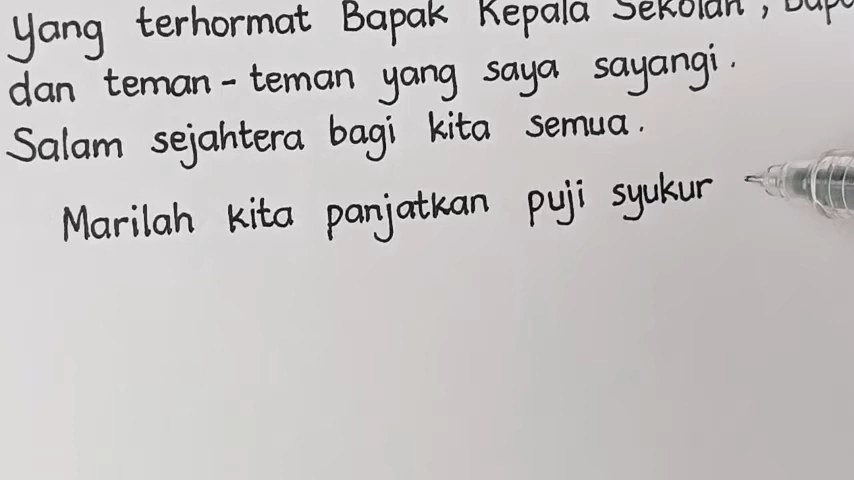 Yang terhormat Bapak Kepala Sekolah,
dan teman-teman yang saya sayangi.
Salam sejahtera bagi kita semua.
Marilah kita panjatkan puji syukur